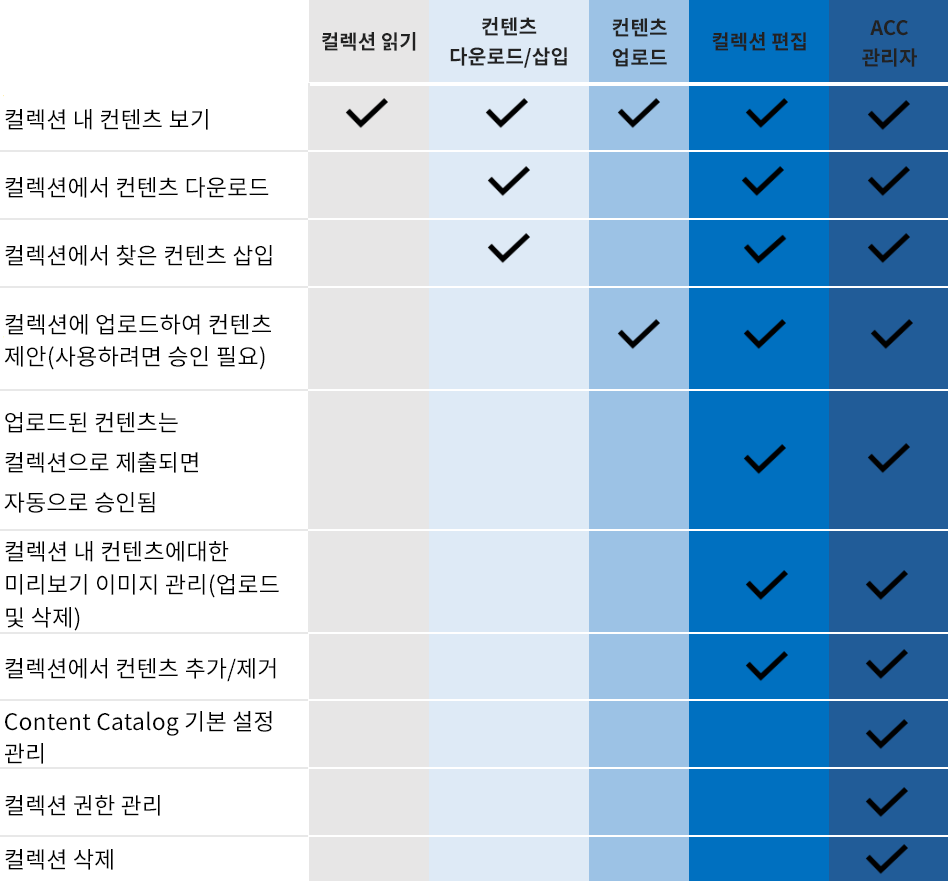 컬렉션 읽기
컨텐츠
다운로드/삽입
컨텐츠
업로드
컬렉션 편집
ACC
관리자
컬렉션 내 컨텐츠 보기
컬렉션에서 컨텐츠 다운로드
컬렉션에서 찾은 컨텐츠 삽입
컬렉션에 업로드하여 컨텐츠
제안(사용하려면 승인 필요)
업로드된 컨텐츠는
컬렉션으로 제출되면
자동으로 승인됨
컬렉션 내 컨텐츠에대한
미리보기 이미지 관리(업로드
및 삭제)
컬렉션에서 컨텐츠 추가/제거
Content Catalog 기본 설정
관리
컬렉션 권한 관리
컬렉션 삭제